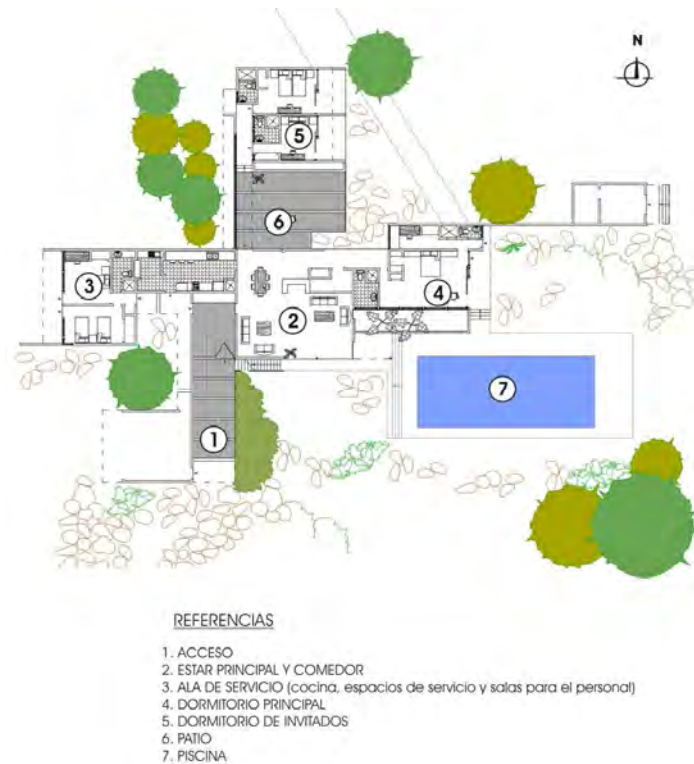 N
5
6
3
4
2
7
1
REFERENCIAS
1. ACCESO
2. ESTAR PRINCIPAL Y COMEDOR
3. ALA DE SERVICIO (cocina, espacios de servicio y salas para el personal)
4. DORMITORIO PRINCIPAL
5. DORMITORIO DE INVITADOS
6. PATIO
7. PISCINA